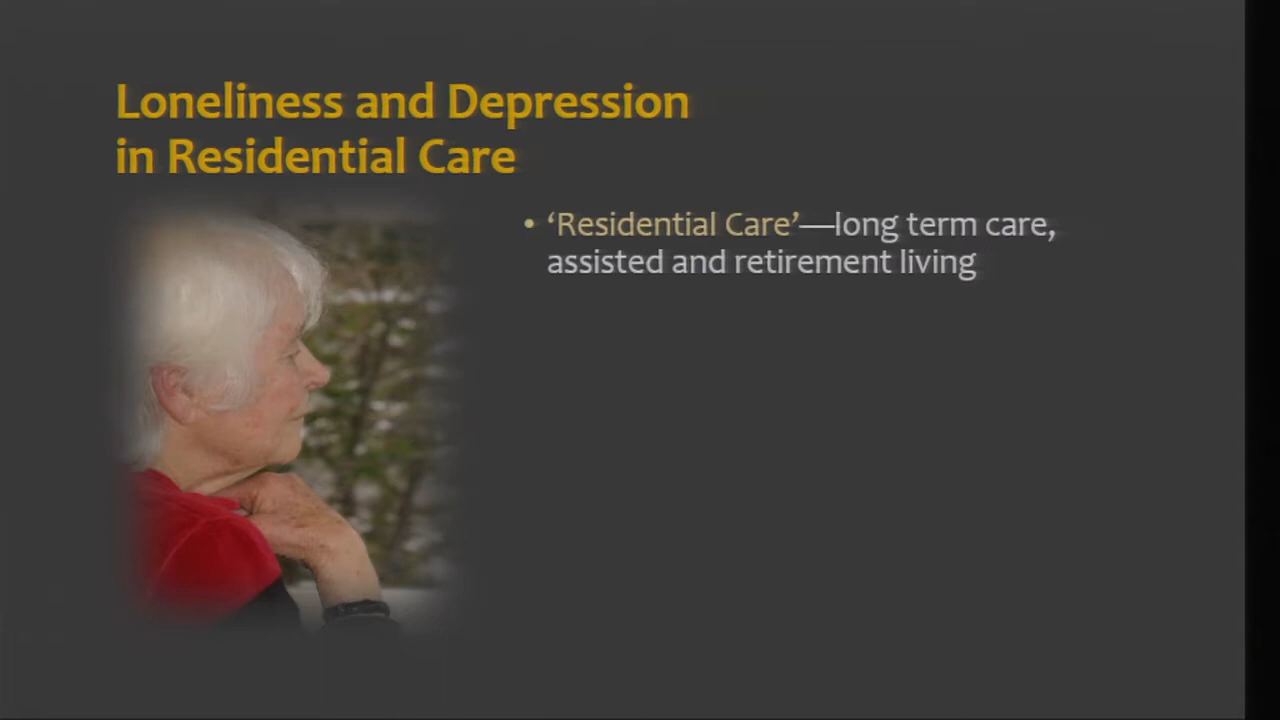 Loneliness and Depression
in Residential Care
• ‘Residential Care’—long term care,
assisted and retirement living